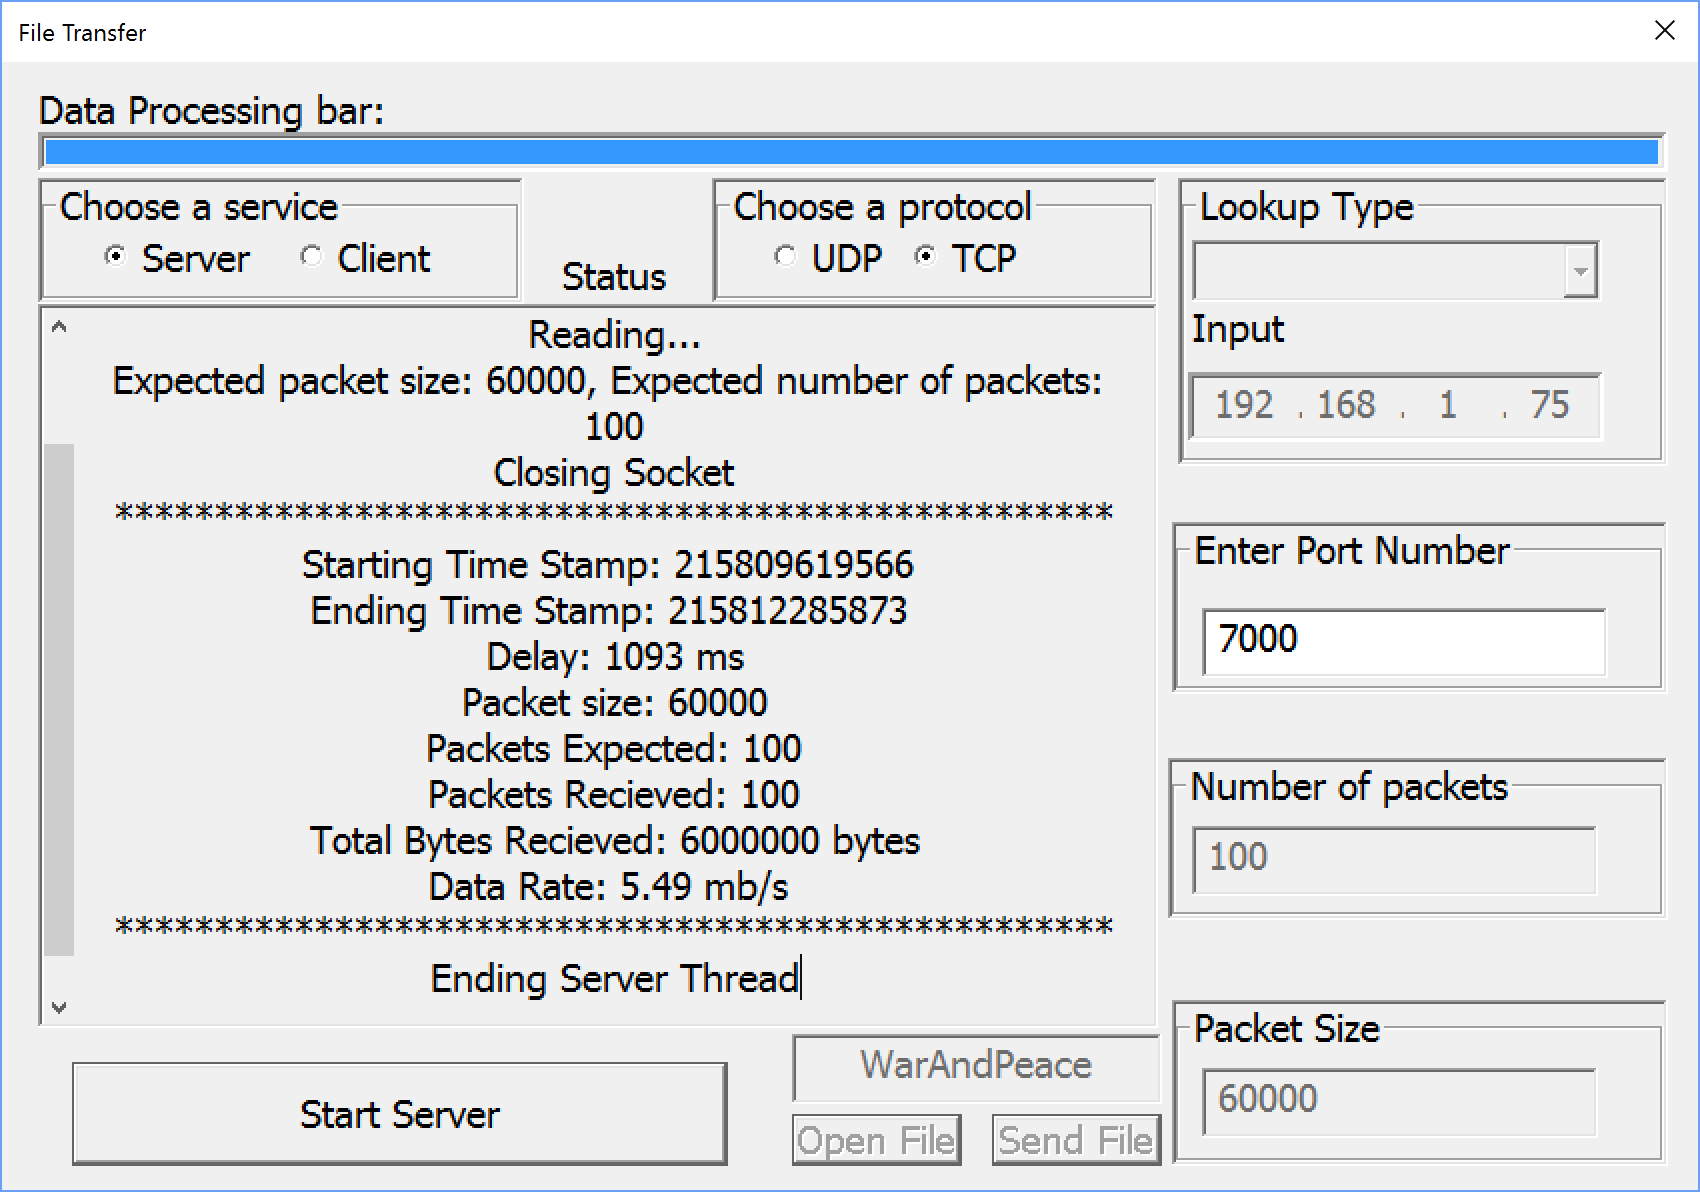 File Transfer
Data Processing bar:
Choose a service
Server Client
Status
Choose a protocol
UDP TCP
Lookup Type
Input
192 . 168 . 1 . 75
Reading...
Expected packet size: 60000, Expected number of packets:
100
Closing Socket
**************************************************
Starting Time Stamp: 215809619566
Ending Time Stamp: 215812285873
Delay: 1093 ms
Packet size: 60000
Packets Expected: 100
Packets Recieved: 100
Total Bytes Recieved: 6000000 bytes
Data Rate: 5.49 mb/s
**************************************************
Ending Server Thread
Enter Port Number
7000
Number of packets
100
Packet Size
60000
Start Server
WarAndPeace
Open File Send File